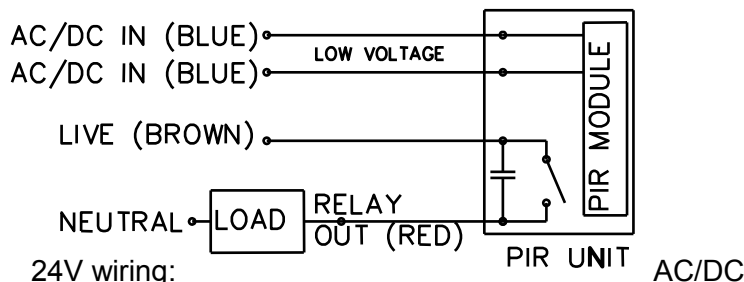 AC/DC IN (BLUE)
LOW VOLTAGE
AC/DC IN (BLUE)
PIR MODULE
LIVE (BROWN)
NEUTRAL
LOAD
RELAY
OUT (RED)
PIR UNIT
24V wiring:
AC/DC